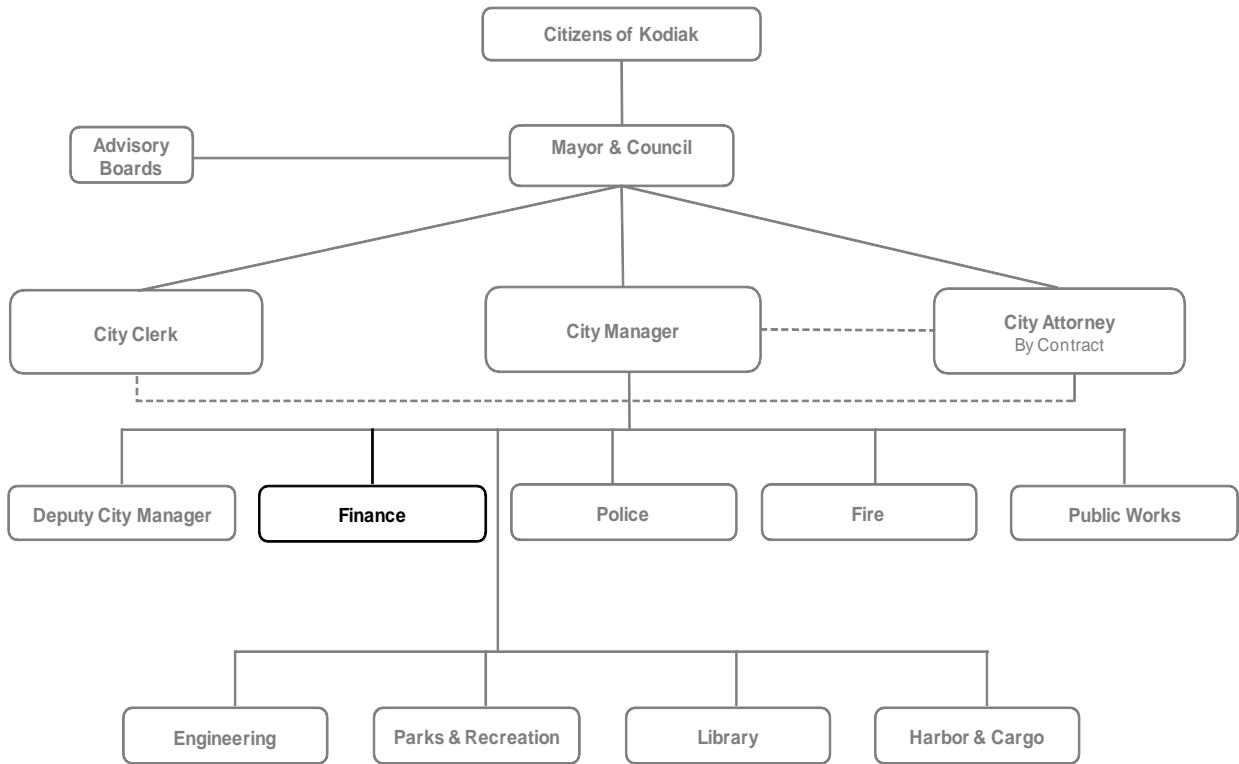 Citizens of Kodiak
Advisory
Boards
Mayor & Council
City Clerk
City Manager
City Attorney
By Contract
Deputy City Manager
Finance
Police
Fire
Public Works
Engineering
Parks & Recreation
Library
Harbor & Cargo